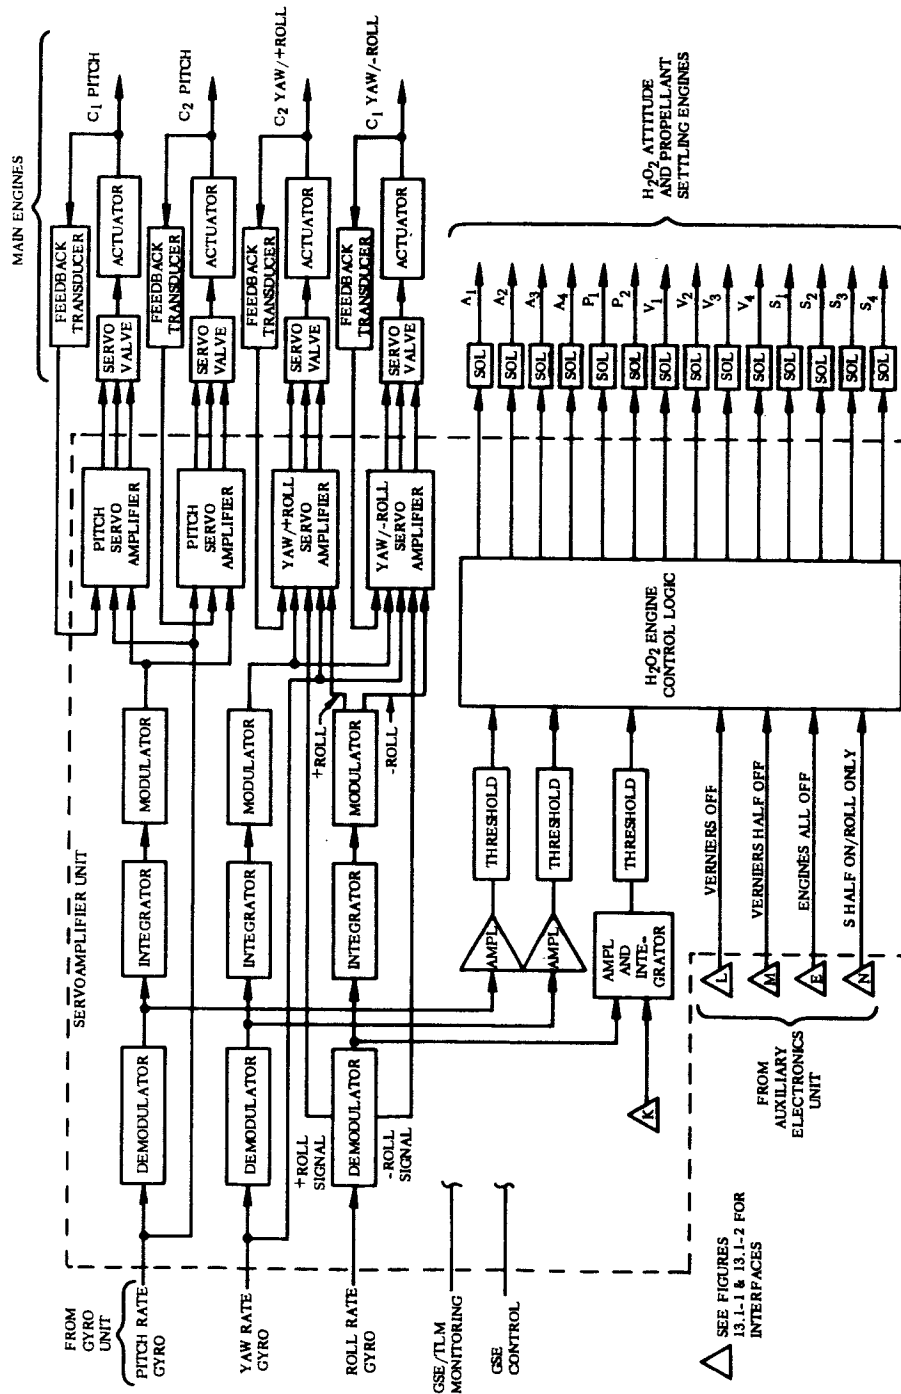 MAIN ENGINES
FEEDBACK
TRANSDUCER
C1 PITCH
SERVO
VALVE
ACTUATOR
FEEDBACK
TRANSDUCER
C2 PITCH
SERVO
VALVE
ACTUATOR
FEEDBACK
TRANSDUCER
C2 YAW/+ROLL
SERVO
VALVE
ACTUATOR
FEEDBACK
TRANSDUCER
C1 YAW/-ROLL
SERVO
VALVE
ACTUATOR
SERVOAMPLIFIER UNIT
PITCH
SERVO
AMPLIFIER
PITCH
SERVO
AMPLIFIER
YAW/+ROLL
SERVO
AMPLIFIER
YAW/-ROLL
SERVO
AMPLIFIER
FROM
GYRO
UNIT
PITCH RATE
GYRO
DEMODULATOR
INTEGRATOR
MODULATOR
YAW RATE
GYRO
DEMODULATOR
INTEGRATOR
MODULATOR
+ROLL
SIGNAL
+ROLL
ROLL RATE
GYRO
DEMODULATOR
INTEGRATOR
MODULATOR
-ROLL
SIGNAL
-ROLL
GSE/TLM
MONITORING
GSE
CONTROL
AMPL
THRESHOLD
AMPL
THRESHOLD
AMPL
AND
INTE-
GRATOR
THRESHOLD
K
H2O2 ENGINE
CONTROL LOGIC
FROM
AUXILIARY
ELECTRONICS
UNIT
L
VERNIERS OFF
M
VERNIERS HALF OFF
E
ENGINES ALL OFF
N
S HALF ON/ROLL ONLY
SOL A1
SOL A2
SOL A3
SOL A4
SOL P1
SOL P2
SOL V1
SOL V2
SOL V3
SOL V4
SOL S1
SOL S2
SOL S3
SOL S4
H2O2 ATTITUDE
AND PROPELLANT
SETTLING ENGINES
SEE FIGURES
13.1-1 & 13.1-2 FOR
INTERFACES